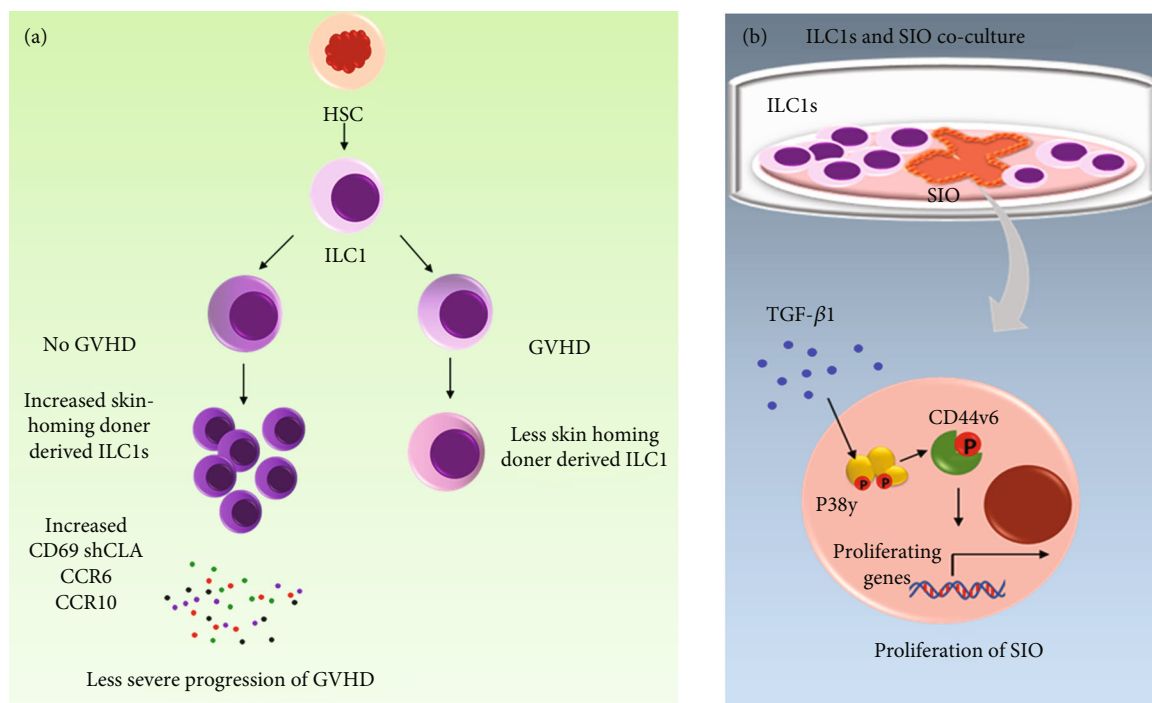 (a)
HSC
ILC1
No GVHD
GVHD
Increased skin-
homing doner
derived ILC1s
Less skin homing
doner derived ILC1
Increased
CD69 shCLA
CCR6
CCR10
Less severe progression of GVHD
(b)
ILC1s and SIO co-culture
ILC1s
SIO
TGF-β1
CD44v6
P
P38y
P
P
Proliferating
genes
Proliferation of SIO